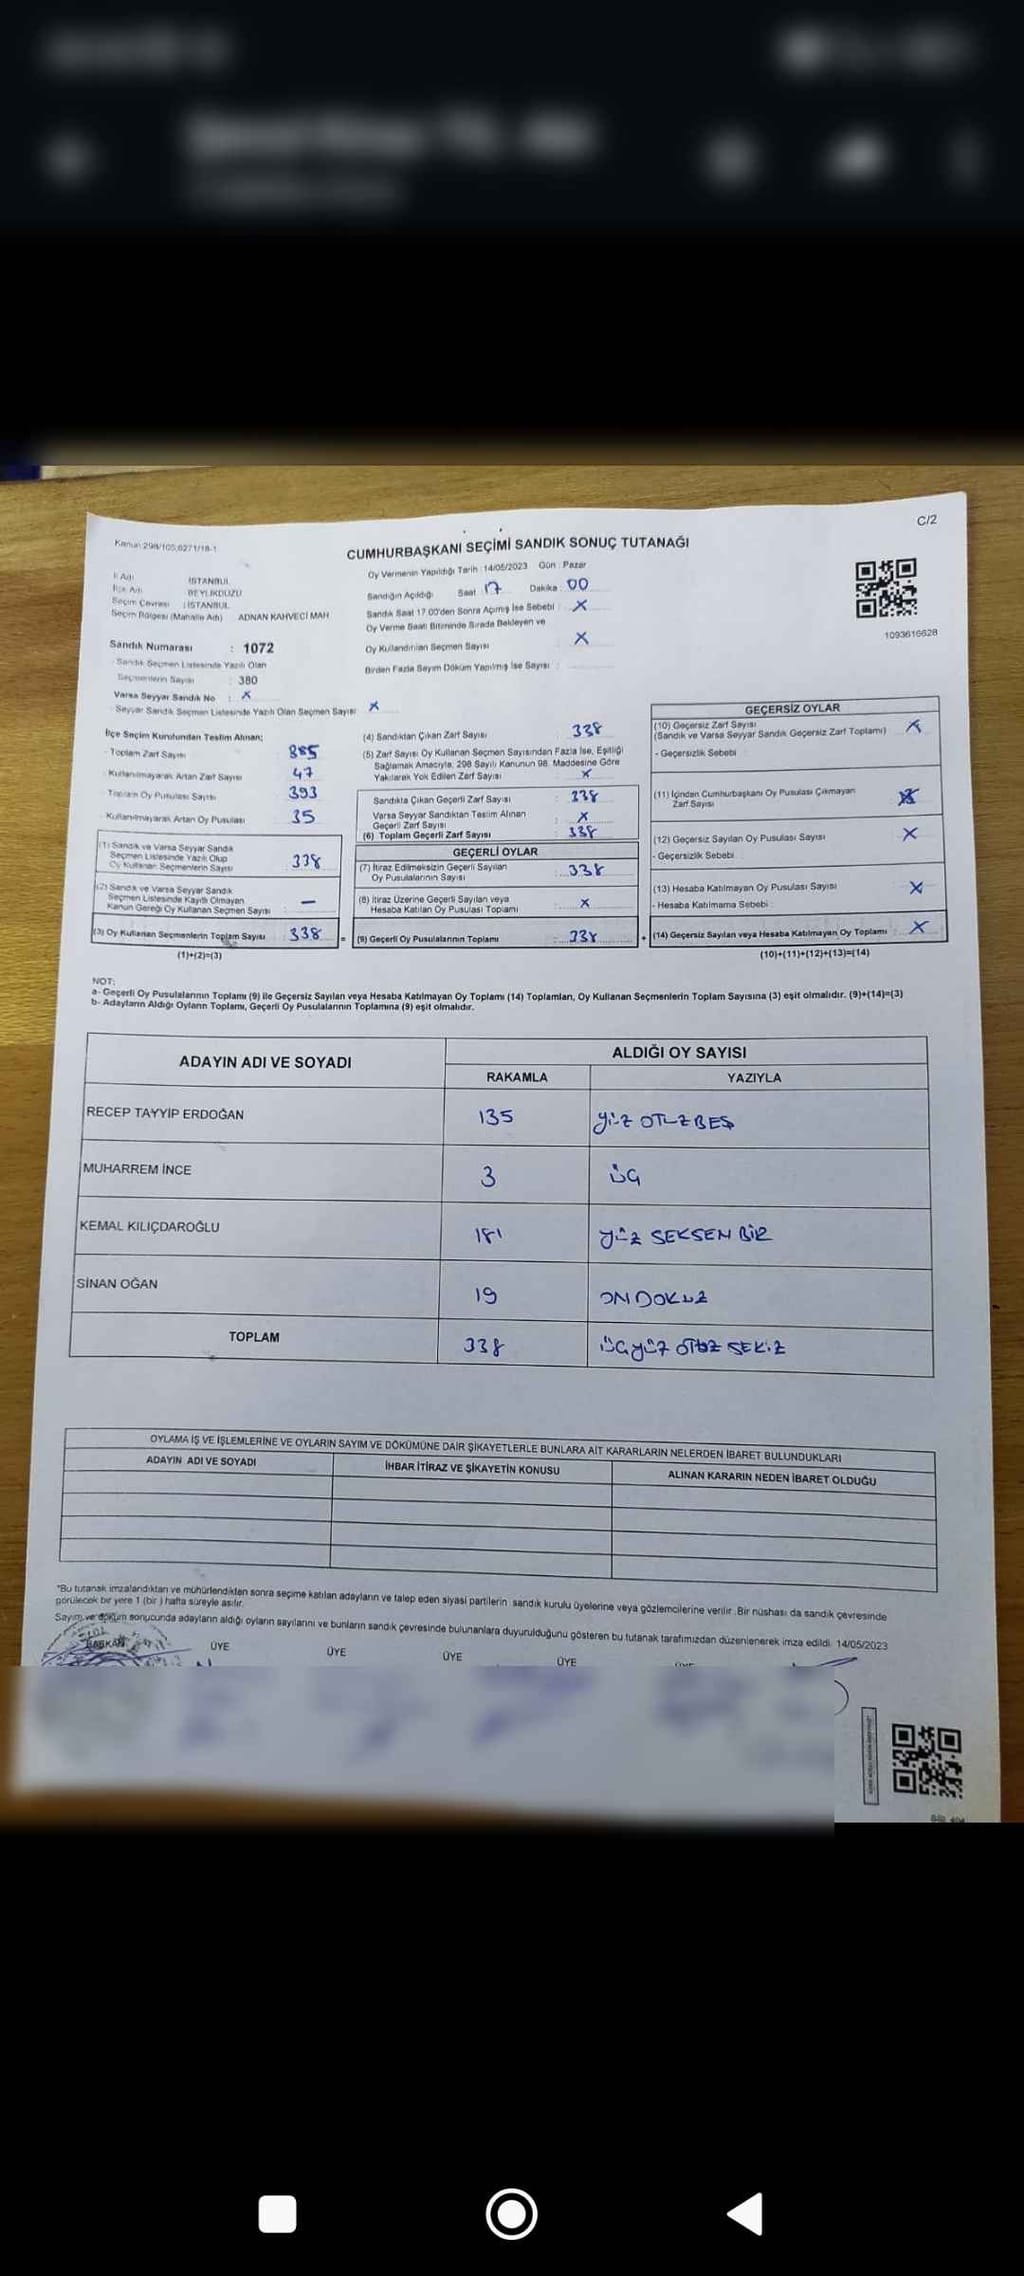 C/2
Kanun 298/105,6271/18-1
CUMHURBAŞKANI SEÇİMİ SANDIK SONUÇ TUTANAĞI
Oy Vermenin Yapıldığı Tarih : 14/05/2023 Gün : Pazar
İl Adı : İSTANBUL
İlçe Adı : BEYLİKDÜZÜ
Seçim Çevresi : İSTANBUL
Seçim Bölgesi (Mahalle Adı) ADNAN KAHVECİ MAH
Sandığın Açıldığı Saat 17 Dakika : 00
Sandık Saat 17.00'den Sonra Açılmış İse Sebebi : X
Oy Verme Saati Bitiminde Sırada Bekleyen ve
Oy Kullandırılan Seçmen Sayısı X
Birden Fazla Sayım Döküm Yapılmış İse Sayısı :
1093616628
Sandık Numarası : 1072
Sandık Seçmen Listesinde Yazılı Olan
Seçmenlerin Sayısı : 380
Varsa Seyyar Sandık No : X
Seyyar Sandık Seçmen Listesinde Yazılı Olan Seçmen Sayısı X
İlçe Seçim Kurulundan Teslim Alınan;
- Toplam Zarf Sayısı 385
- Kullanılmayarak Artan Zarf Sayısı 47
- Toplam Oy Pusulası Sayısı 393
- Kullanılmayarak Artan Oy Pusulası 35
(1) Sandık ve Varsa Seyyar Sandık
Seçmen Listesinde Yazılı Olup
Oy Kullanan Seçmenlerin Sayısı 338
(2) Sandık ve Varsa Seyyar Sandık
Seçmen Listesinde Kayıtlı Olmayan
Kanun Gereği Oy Kullanan Seçmen Sayısı —
(3) Oy Kullanan Seçmenlerin Toplam Sayısı 338
(1)+(2)=(3)
(4) Sandıktan Çıkan Zarf Sayısı : 338
(5) Zarf Sayısı Oy Kullanan Seçmen Sayısından Fazla İse, Eşitliği
Sağlamak Amacıyla, 298 Sayılı Kanunun 98. Maddesine Göre
Yakılarak Yok Edilen Zarf Sayısı : X
Sandıkta Çıkan Geçerli Zarf Sayısı : 338
Varsa Seyyar Sandıktan Teslim Alınan
Geçerli Zarf Sayısı : X
(6) Toplam Geçerli Zarf Sayısı : 338
GEÇERLİ OYLAR
(7) İtiraz Edilmeksizin Geçerli Sayılan
Oy Pusulalarının Sayısı : 338
(8) İtiraz Üzerine Geçerli Sayılan veya
Hesaba Katılan Oy Pusulası Toplamı : X
= (9) Geçerli Oy Pusulalarının Toplamı : 338
GEÇERSİZ OYLAR
(10) Geçersiz Zarf Sayısı
(Sandık ve Varsa Seyyar Sandık Geçersiz Zarf Toplamı) : X
- Geçersizlik Sebebi
(11) İçinden Cumhurbaşkanı Oy Pusulası Çıkmayan
Zarf Sayısı
(12) Geçersiz Sayılan Oy Pusulası Sayısı : X
- Geçersizlik Sebebi
(13) Hesaba Katılmayan Oy Pusulası Sayısı : X
- Hesaba Katılmama Sebebi :
+ (14) Geçersiz Sayılan veya Hesaba Katılmayan Oy Toplamı : X
(10)+(11)+(12)+(13)=(14)
NOT:
a- Geçerli Oy Pusulalarının Toplamı (9) ile Geçersiz Sayılan veya Hesaba Katılmayan Oy Toplamı (14) Toplamları, Oy Kullanan Seçmenlerin Toplam Sayısına (3) eşit olmalıdır. (9)+(14)=(3)
b- Adayların Aldığı Oyların Toplamı, Geçerli Oy Pusulalarının Toplamına (9) eşit olmalıdır.
ADAYIN ADI VE SOYADI ALDIĞI OY SAYISI
RAKAMLA YAZIYLA
RECEP TAYYİP ERDOĞAN 135 YÜZ OTUZBEŞ
MUHARREM İNCE 3 ÜÇ
KEMAL KILIÇDAROĞLU 181 YÜZ SEKSEN BİR
SİNAN OĞAN 19 ONDOKUZ
TOPLAM 338 ÜÇYÜZ OTUZ SEKİZ
OYLAMA İŞ VE İŞLEMLERİNE VE OYLARIN SAYIM VE DÖKÜMÜNE DAİR ŞİKAYETLERLE BUNLARA AİT KARARLARIN NELERDEN İBARET BULUNDUKLARI
ADAYIN ADI VE SOYADI İHBAR İTİRAZ VE ŞİKAYETİN KONUSU ALINAN KARARIN NEDEN İBARET OLDUĞU
*Bu tutanak imzalandıktan ve mühürlendikten sonra seçime katılan adayların ve talep eden siyasi partilerin sandık kurulu üyelerine veya gözlemcilerine verilir .Bir nüshası da sandık çevresinde
görülecek bir yere 1 (bir ) hafta süreyle asılır.
Sayım ve döküm sonucunda adayların aldığı oyların sayılarını ve bunların sandık çevresinde bulunanlara duyurulduğunu gösteren bu tutanak tarafımızdan düzenlenerek imza edildi. 14/05/2023
BAŞKAN ÜYE ÜYE ÜYE ÜYE